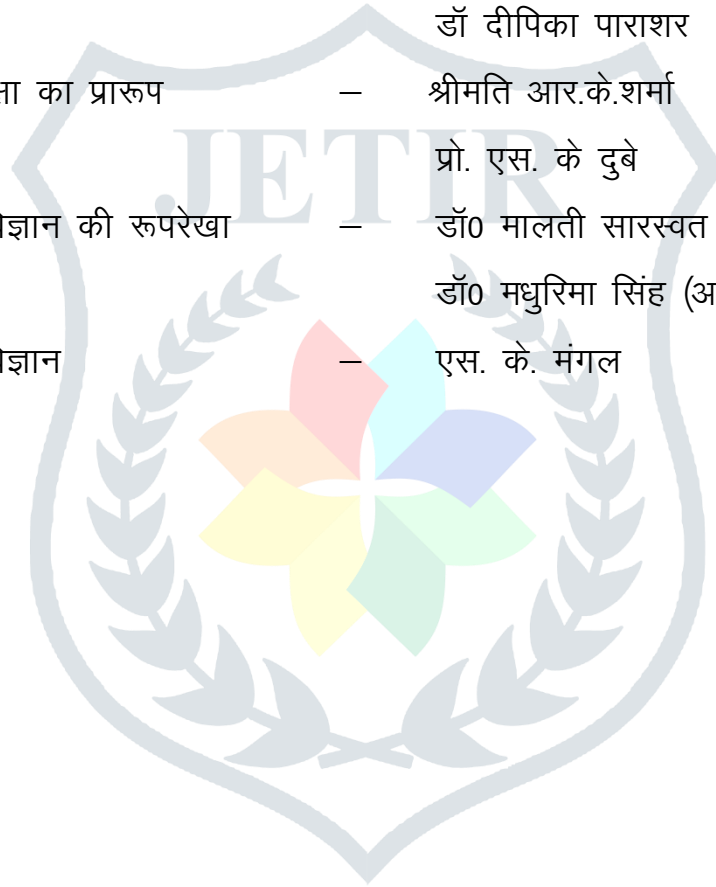 डॉ दीपिका पाराशर
का प्रारूप – श्रीमति आर.के.शर्मा
प्रो. एस. के दुबे
की रूपरेखा – डॉ0 मालती सारस्वत
डॉ0 मधुरिमा सिंह
– एस. के. मंगल
JETIR